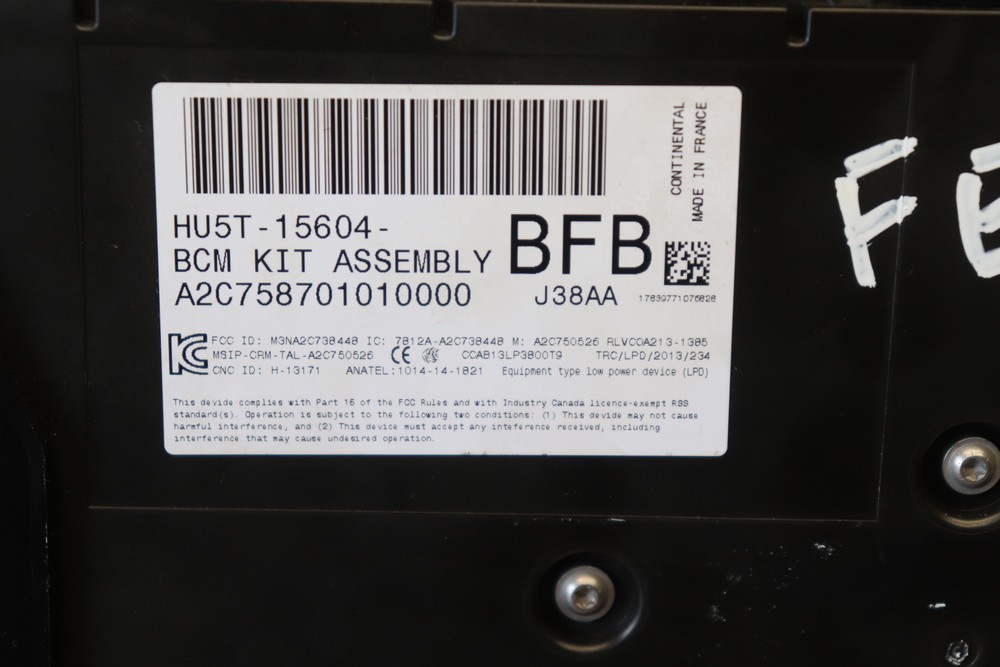 CONTINENTAL
MADE IN FRANCE
HU5T-15604-
BFB
BCM KIT ASSEMBLY
A2C758701010000
J38AA
17839771076828
FCC ID: M3NA2C738448 IC: 7812A-A2C738448 M: A2C750526 RLVCOA213-1385
MSIP-CRM-TAL-A2C750526 CE CCAB13LP3800T9 TRC/LPD/2013/234
CNC ID: H-13171 ANATEL:1014-14-1821 Equipment type low power device (LPD)
This devide complies with Part 15 of the FCC Rules and with Industry Canada licence-exempt RSS
standard(s). Operation is subject to the following two conditions: (1) This devide may not cause
harmful interference, and (2) This device must accept any inteference received, including
interference that may cause undesired operation.
FE